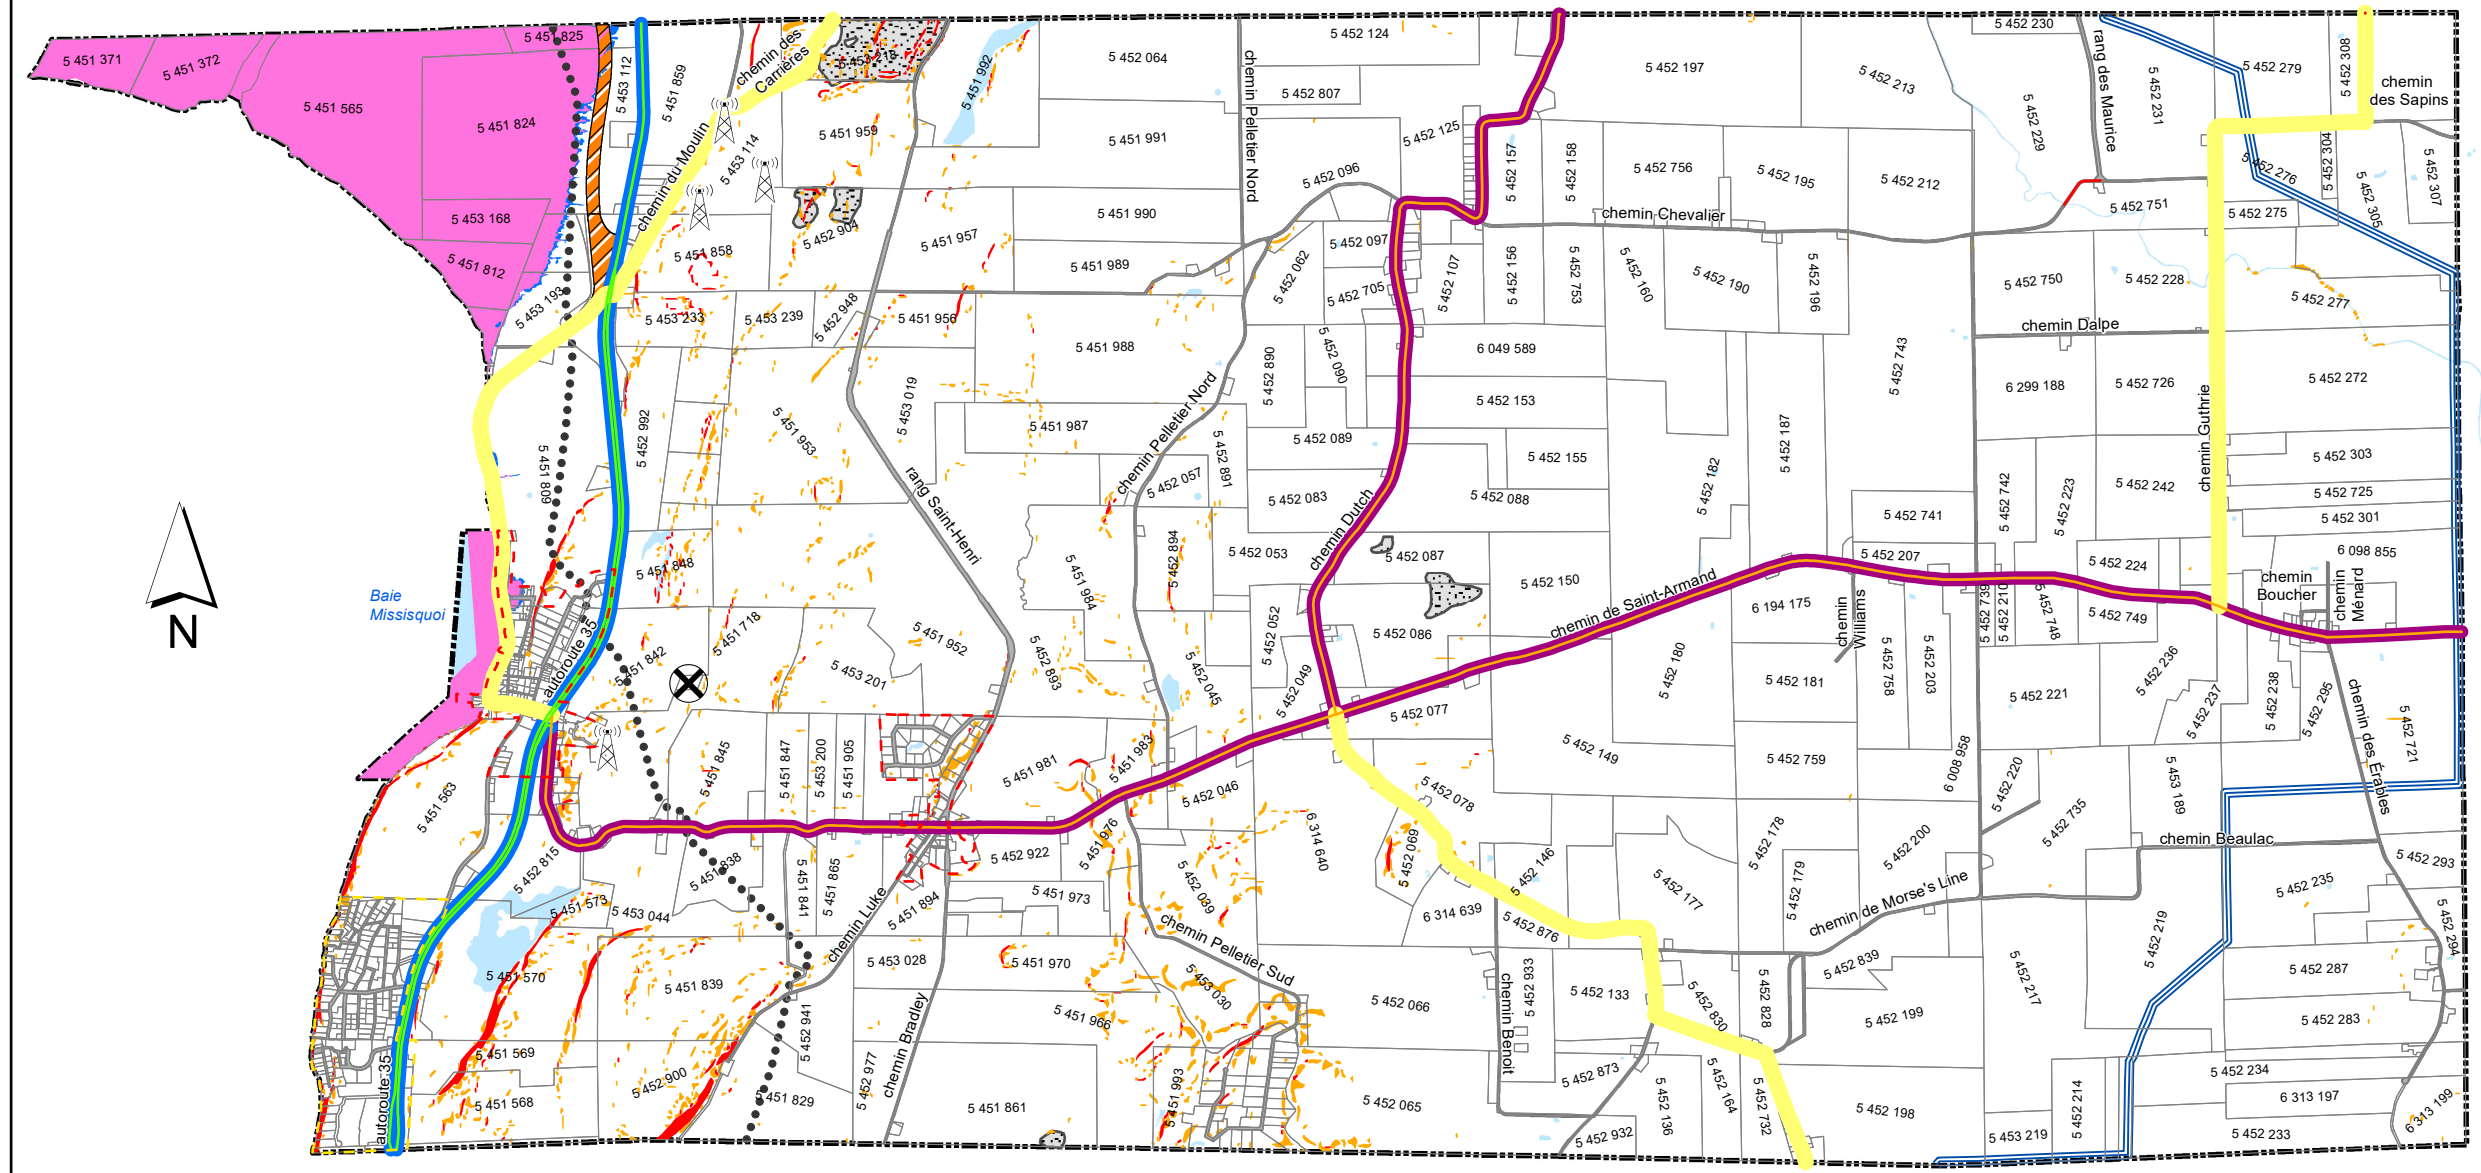 5 451 371
5 451 372
5 451 825
5 451 565
5 451 824
5 453 168
5 451 812
5 453 193
5 453 112
5 451 859
chemin des
Carrières
5 453 213
5 451 992
5 451 959
chemin du Moulin
5 453 114
5 452 904
5 451 858
5 451 957
5 453 233
5 453 239
5 452 948
5 451 956
5 452 064
5 451 991
5 451 990
5 451 989
5 451 988
chemin Pelletier Nord
5 452 124
5 452 807
5 452 125
5 452 096
5 452 097
5 452 062
5 452 705
5 452 107
5 452 157
5 452 158
5 452 156
5 452 753
5 452 160
5 452 197
5 452 213
5 452 756
5 452 195
5 452 212
chemin Chevalier
5 452 190
5 452 196
5 452 230
rang des Maurice
5 452 229
5 452 231
5 452 279
5 452 308
chemin
des Sapins
5 452 276
5 452 304
5 452 305
5 452 307
5 452 751
5 452 275
5 452 750
5 452 228
5 452 277
chemin Dalpe
5 452 743
6 299 188
5 452 726
5 452 272
chemin Guthrie
5 452 303
5 452 725
5 452 301
5 452 242
5 452 742
5 452 223
5 452 224
6 098 855
chemin
Boucher
chemin
Ménard
5 451 809
5 452 992
5 451 953
5 453 019
rang Saint-Henri
5 451 987
chemin Pelletier Nord
5 452 057
5 452 891
5 452 890
5 452 090
5 452 089
5 452 083
5 452 053
6 049 589
5 452 153
5 452 155
5 452 088
5 452 087
chemin Dutch
5 452 182
5 452 187
5 452 741
5 452 207
N
Baie
Missisquoi
5 451 848
5 451 718
5 451 842
autoroute 35
5 451 952
5 453 201
5 451 984
5 452 894
5 452 893
5 452 045
5 452 052
5 452 049
5 452 086
5 452 150
chemin de Saint-Armand
6 194 175
chemin
Williams
5 452 739
5 452 210
5 452 748
5 452 749
5 452 180
5 452 181
5 452 758
5 452 203
5 452 221
5 452 236
5 452 237
5 452 238
5 452 295
chemin des Érables
5 452 721
5 451 563
5 451 845
5 451 847
5 453 200
5 451 905
5 451 981
5 451 983
5 452 046
5 452 077
5 452 078
5 452 149
5 452 759
6 008 958
5 452 220
5 453 189
5 452 735
chemin Beaulac
5 452 293
5 452 815
5 451 838
5 451 841
5 451 865
chemin Luke
5 451 894
5 452 922
5 451 976
5 451 973
5 452 039
6 314 640
5 452 069
6 314 639
5 452 146
5 452 876
5 452 177
5 452 178
5 452 179
5 452 200
chemin de Morse's Line
5 452 235
5 452 219
5 452 294
5 451 573
5 453 044
5 451 570
5 451 839
5 453 028
5 451 970
chemin Pelletier Sud
5 453 030
5 452 066
chemin Benoit
5 452 933
5 452 133
5 452 830
5 452 828
5 452 839
5 452 199
5 452 217
5 452 287
5 452 283
5 451 569
5 451 568
autoroute 35
5 452 900
5 452 941
5 451 829
5 452 977
chemin Bradley
5 451 966
5 451 861
5 451 993
5 452 065
5 452 873
5 452 932
5 452 136
5 452 164
5 452 732
5 452 198
5 453 219
5 452 214
5 452 234
6 313 197
5 452 233
6 313 199